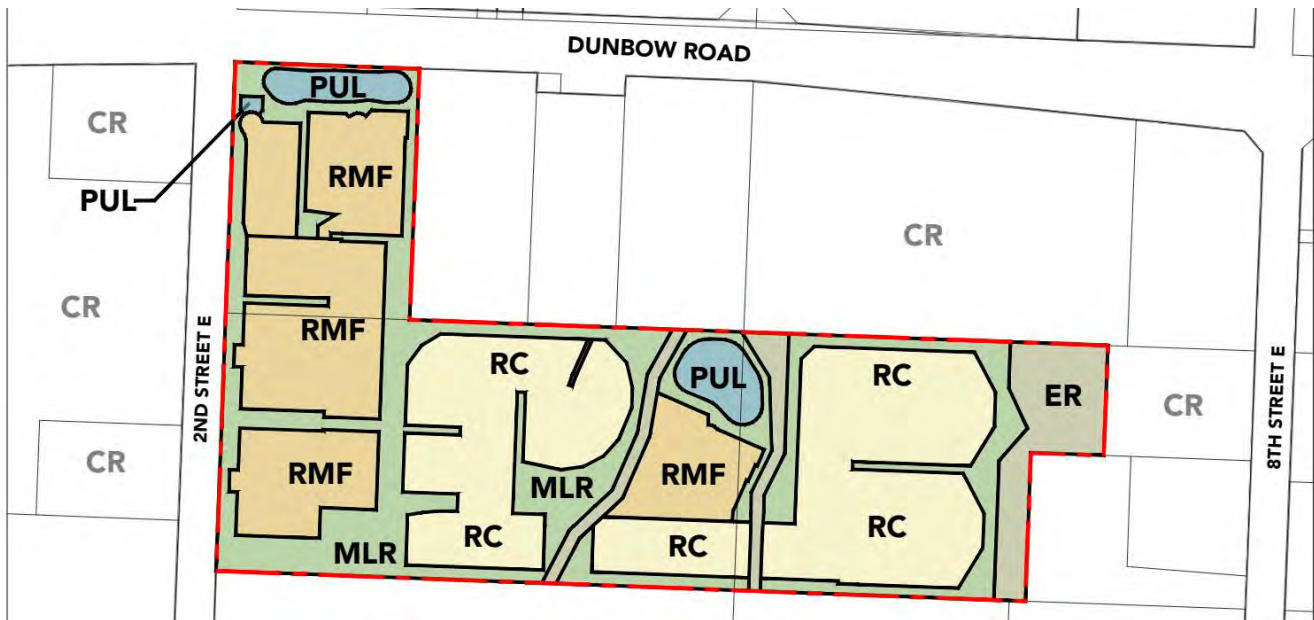 DUNBOW ROAD
PUL
CR
RMF
PUL
CR
CR
RMF
2ND STREET E
RC
RC
PUL
ER
CR
8TH STREET E
CR
RMF
RMF
MLR
RC
RC
RC
MLR